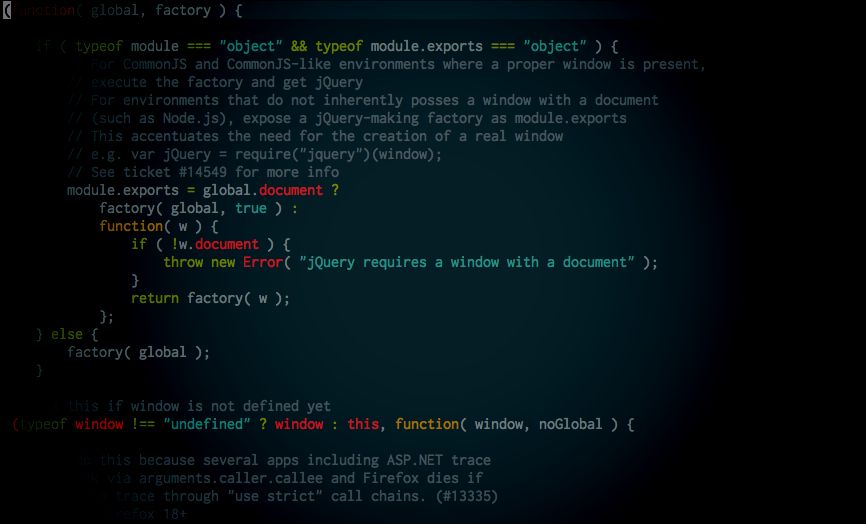 (function( global, factory ) {
if ( typeof module === "object" && typeof module.exports === "object" ) {
// For CommonJS and CommonJS-like environments where a proper window is present,
// execute the factory and get jQuery
// For environments that do not inherently posses a window with a document
// (such as Node.js), expose a jQuery-making factory as module.exports
// This accentuates the need for the creation of a real window
// e.g. var jQuery = require("jquery")(window);
// See ticket #14549 for more info
module.exports = global.document ?
factory( global, true ) :
function( w ) {
if ( !w.document ) {
throw new Error( "jQuery requires a window with a document" );
}
return factory( w );
};
} else {
factory( global );
}
this if window is not defined yet
(typeof window !== "undefined" ? window : this, function( window, noGlobal ) {
this because several apps including ASP.NET trace
via arguments.caller.callee and Firefox dies if
trace through "use strict" call chains. (#13335)
Firefox 18+